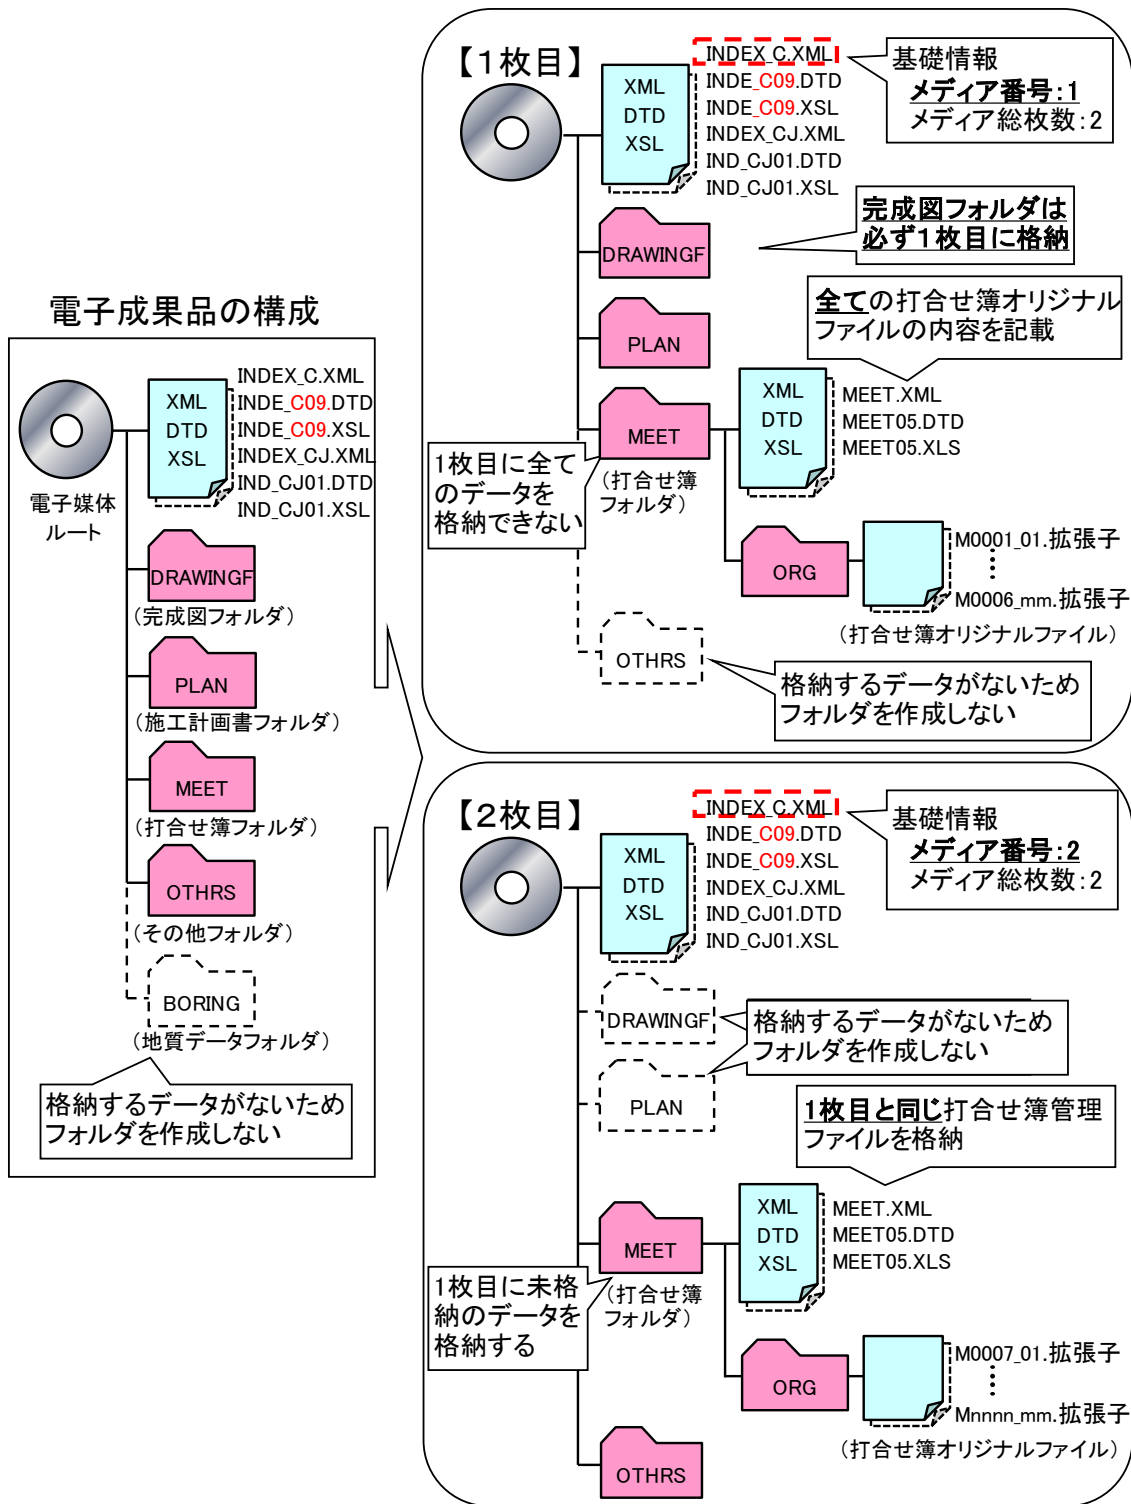 電子成果品の構成
XML
DTD
XSL
INDEX_C.XML
INDE_C09.DTD
INDE_C09.XSL
INDEX_CJ.XML
IND_CJ01.DTD
IND_CJ01.XSL
電子媒体
ルート
DRAWINGF
(完成図フォルダ)
PLAN
(施工計画書フォルダ)
MEET
(打合せ簿フォルダ)
OTHRS
(その他フォルダ)
BORING
(地質データフォルダ)
格納するデータがないため
フォルダを作成しない
【1枚目】
XML
DTD
XSL
INDEX_C.XML
INDE_C09.DTD
INDE_C09.XSL
INDEX_CJ.XML
IND_CJ01.DTD
IND_CJ01.XSL
基礎情報
メディア番号:1
メディア総枚数:2
完成図フォルダは
必ず1枚目に格納
DRAWINGF
PLAN
全ての打合せ簿オリジナル
ファイルの内容を記載
MEET
(打合せ簿
フォルダ)
XML
DTD
XSL
MEET.XML
MEET05.DTD
MEET05.XLS
1枚目に全て
のデータを
格納できない
ORG
M0001_01.拡張子
M0006_mm.拡張子
(打合せ簿オリジナルファイル)
OTHRS
格納するデータがないため
フォルダを作成しない
【2枚目】
XML
DTD
XSL
INDEX_C.XML
INDE_C09.DTD
INDE_C09.XSL
INDEX_CJ.XML
IND_CJ01.DTD
IND_CJ01.XSL
基礎情報
メディア番号:2
メディア総枚数:2
DRAWINGF
PLAN
格納するデータがないため
フォルダを作成しない
1枚目と同じ打合せ簿管理
ファイルを格納
MEET
(打合せ簿
フォルダ)
XML
DTD
XSL
MEET.XML
MEET05.DTD
MEET05.XLS
1枚目に未格
納のデータを
格納する
ORG
M0007_01.拡張子
Mnnnn_mm.拡張子
(打合せ簿オリジナルファイル)
OTHRS